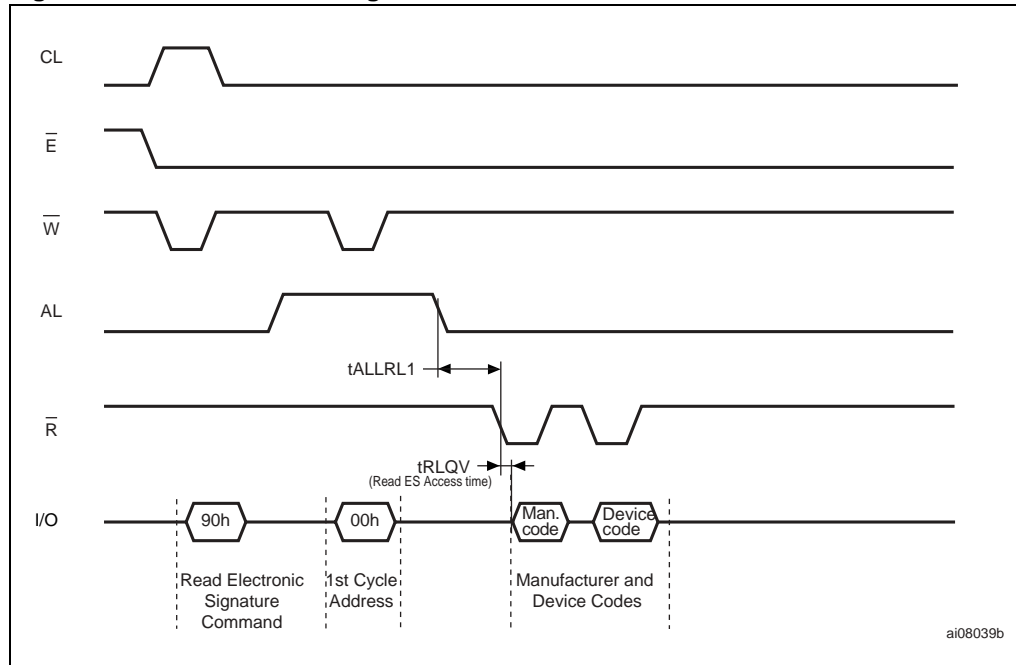 CL
E
W
AL
tALLRL1
R
tRLQV
(Read ES Access time)
I/O
90h
00h
Man.
code
Device
code
Read Electronic
Signature
Command
1st Cycle
Address
Manufacturer and
Device Codes
ai08039b